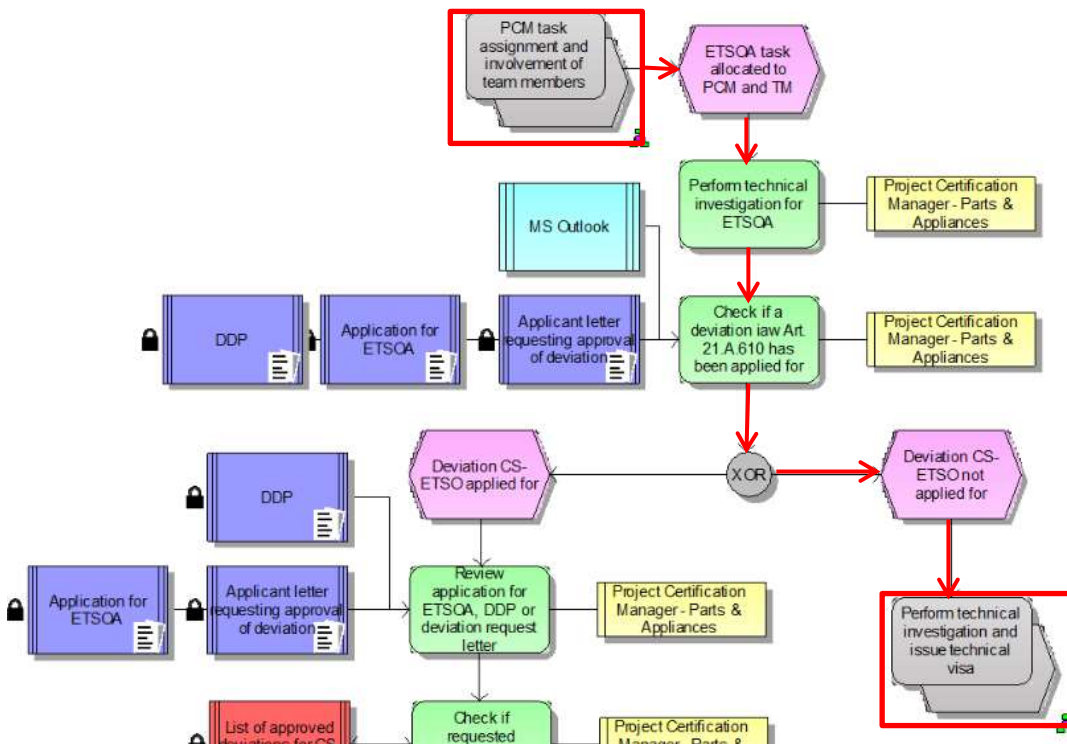 PCM task
assignment and
involvement of
team members
ETSOA task
allocated to
PCM and TM
Perform technical
investigation for
ETSOA
Project Certification
Manager - Parts &
Appliances
MS Outlook
DDP
Application for
ETSOA
Applicant letter
requesting approval
of deviation
Check if a
deviation iaw Art.
21.A.610 has
been applied for
Project Certification
Manager - Parts &
Appliances
Deviation CS-
ETSO applied for
XOR
Deviation CS-
ETSO not
applied for
DDP
Application for
ETSOA
Applicant letter
requesting approval
of deviation
Review
application for
ETSOA, DDP or
deviation request
letter
Project Certification
Manager - Parts &
Appliances
Perform technical
investigation and
issue technical
visa
List of approved
deviations for CS-
Check if
requested
Project Certification
Manager - Parts &